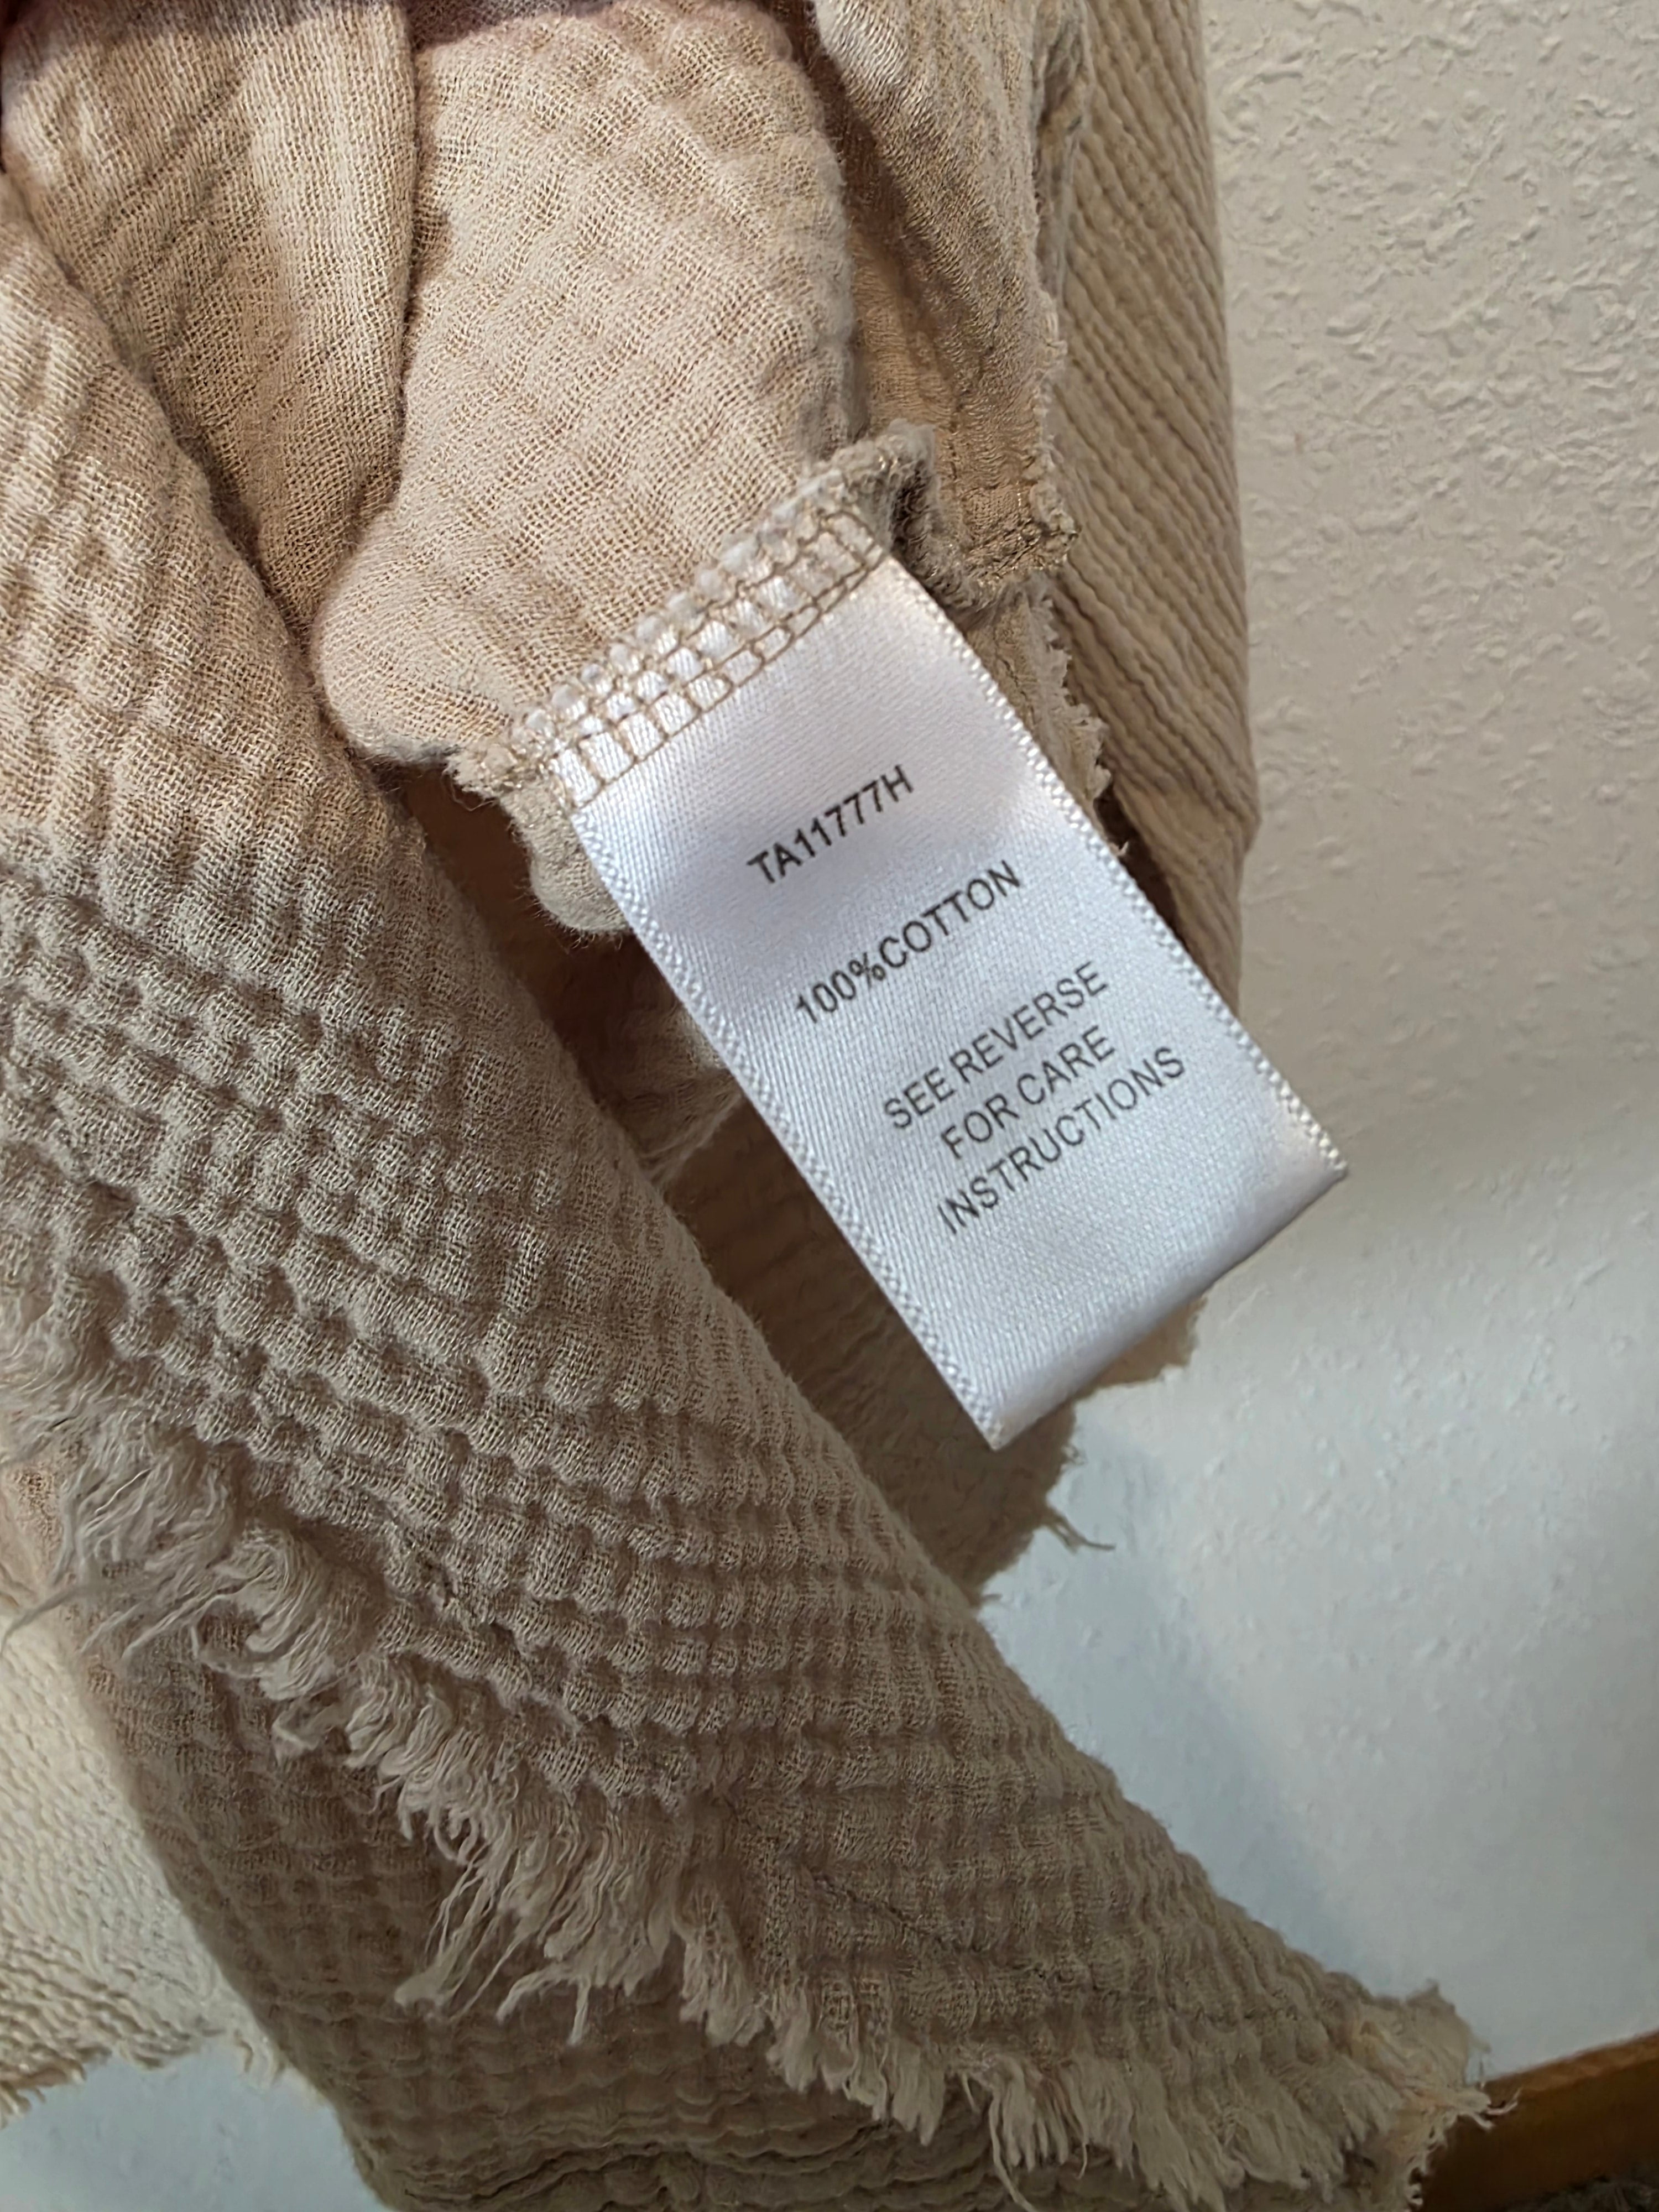 TA11777H
100%COTTON
SEE REVERSE
FOR CARE
INSTRUCTIONS